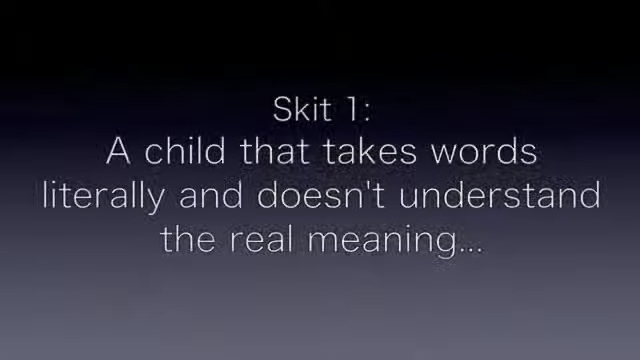 Skit 1:
A child that takes words
literally and doesn't understand
the real meaning...